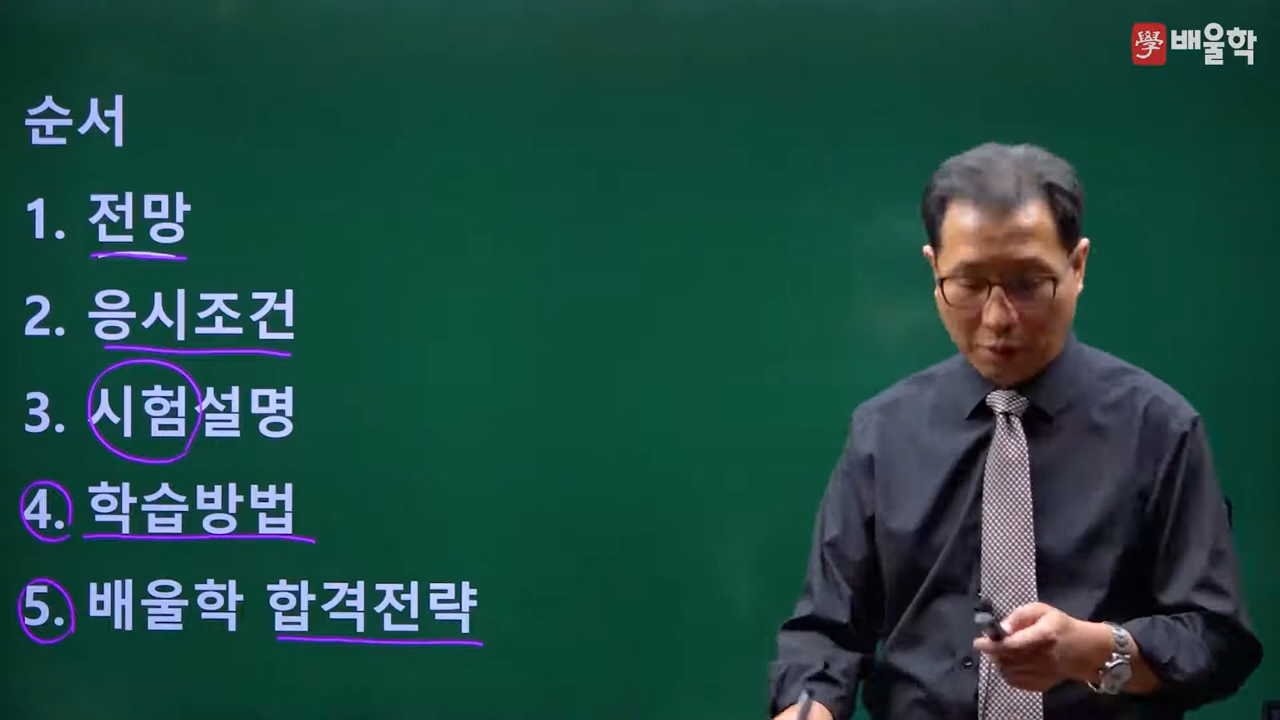 學 배울학
순서
1. 전망
2. 응시조건
3. 시험설명
4. 학습방법
5. 배울학 합격전략